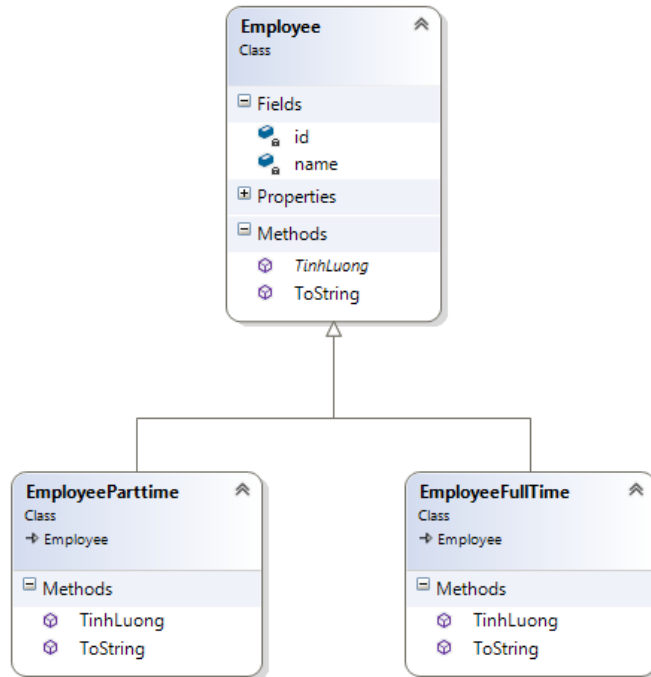 Employee
Class
Fields
id
name
Properties
Methods
TinhLuong
ToString
EmployeeParttime
Class
Employee
Methods
TinhLuong
ToString
EmployeeFullTime
Class
Employee
Methods
TinhLuong
ToString